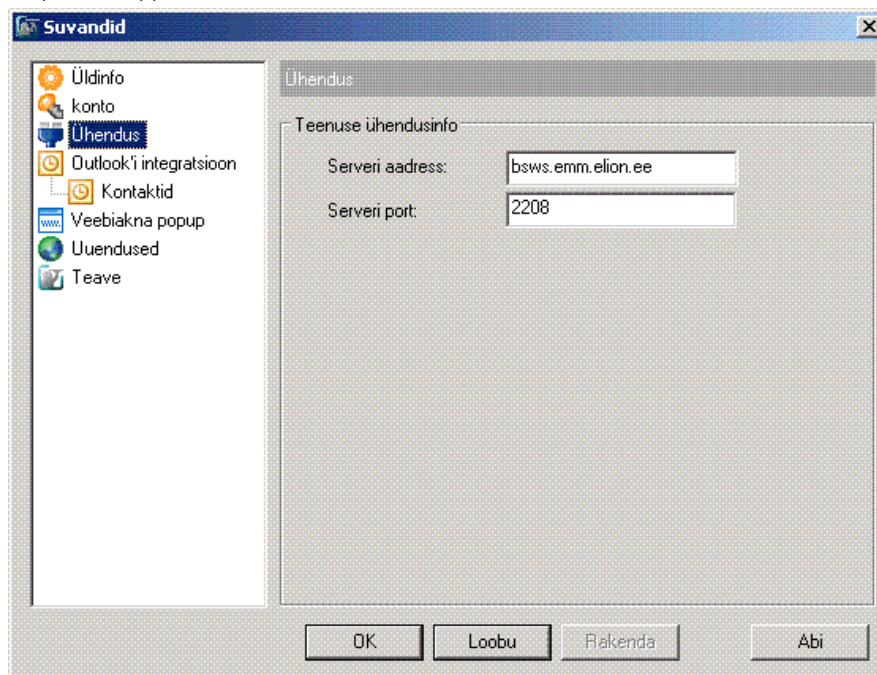 Suvandid
Üldinfo
konto
Ühendus
Outlook'i integratsioon
Kontaktid
Veebiakna popup
Uuendused
Teave
Ühendus
Teenuse ühendusinfo
Serveri aadress:
bsws.emm.elion.ee
Serveri port:
2208
OK
Loobu
Rakenda
Abi